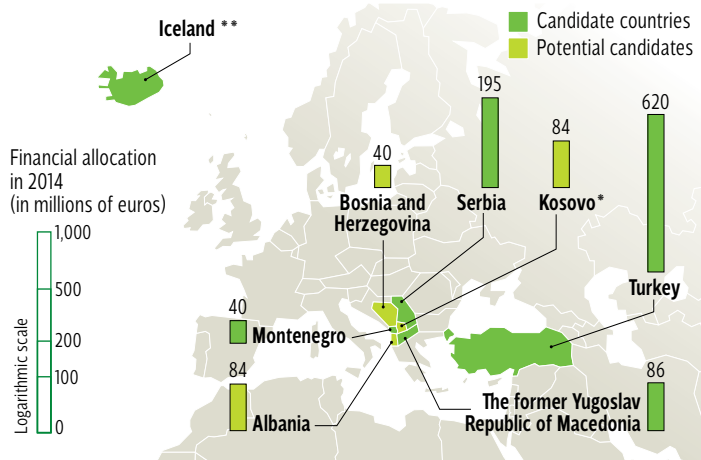 Iceland **
Candidate countries
Potential candidates
195
620
84
40
Financial allocation
in 2014
(in millions of euros)
Bosnia and
Herzegovina
Serbia
Kosovo*
1,000
500
200
100
0
Logarithmic scale
Turkey
40
Montenegro
84
Albania
The former Yugoslav
Republic of Macedonia
86